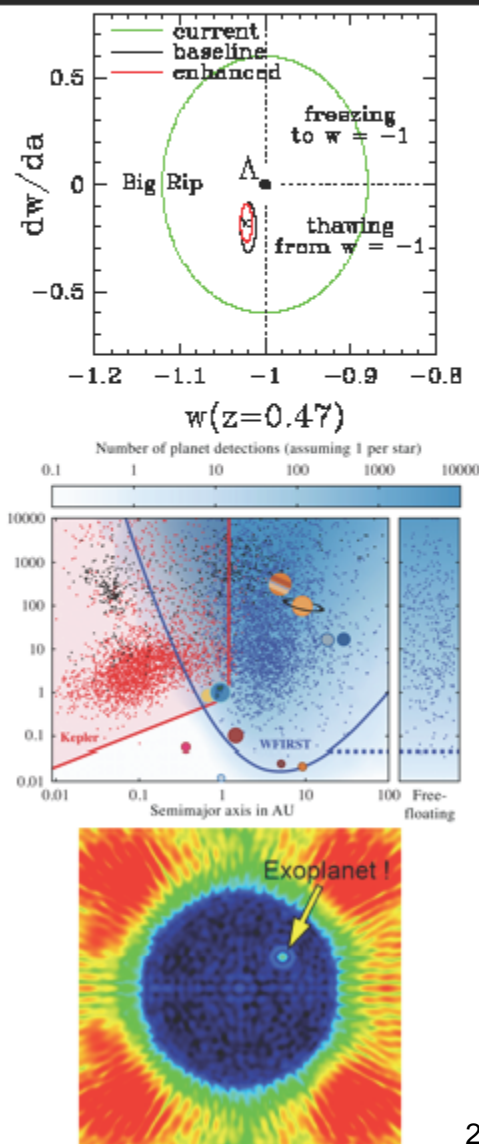 current
baseline
enhanced
freezing
to w = -1
Λ
Big Rip
thawing
from w = -1
dw/da
0.5
0
-0.5
-1.2 -1.1 -1 -0.9 -0.8
w(z=0.47)
Number of planet detections (assuming 1 per star)
0.1 1 10 100 1000 10000
10000
1000
100
10
1
0.1
0.01
Kepler
WFIRST
0.01 0.1 1 10 100
Semimajor axis in AU
Free-
floating
Exoplanet !
2